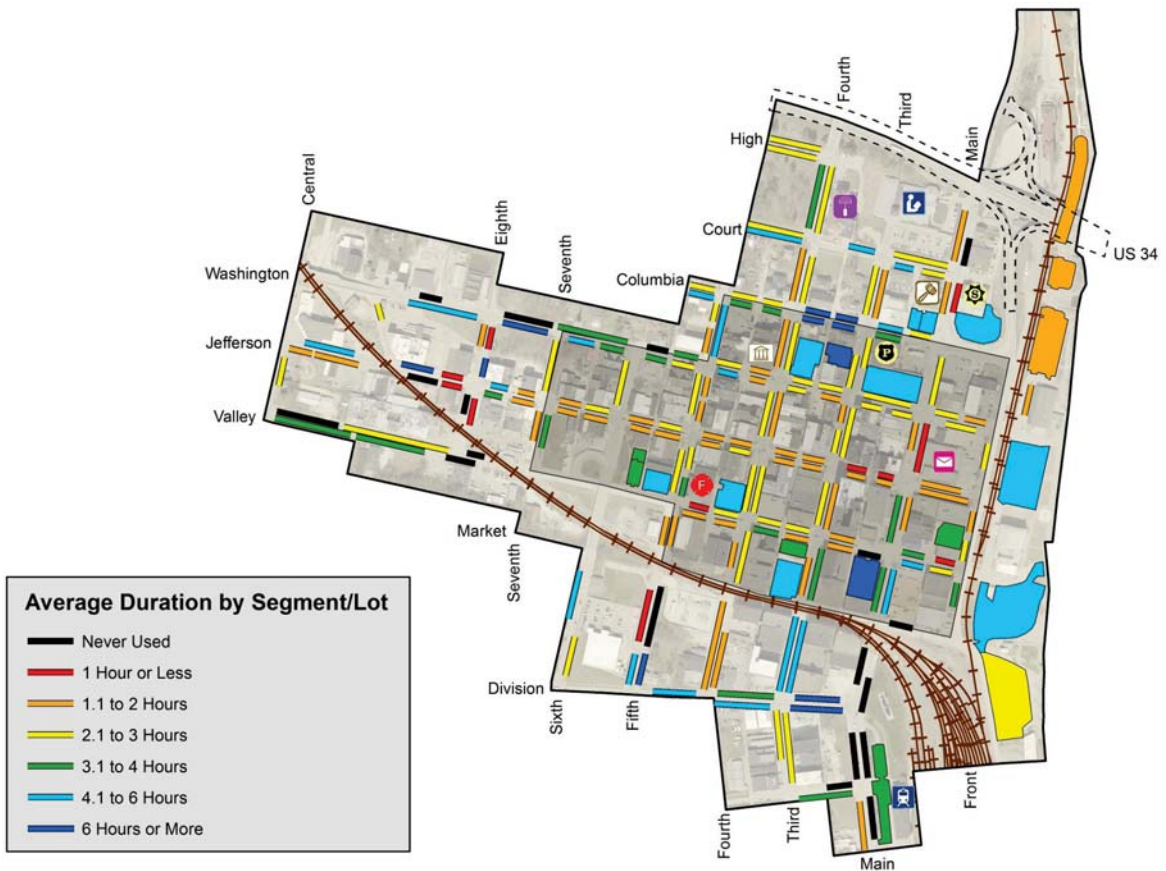 Fourth
Third
Main
High
Central
Eighth
Court
US 34
Seventh
Columbia
Washington
S
P
Jefferson
Valley
F
Market
Seventh
Average Duration by Segment/Lot
Never Used
1 Hour or Less
1.1 to 2 Hours
2.1 to 3 Hours
3.1 to 4 Hours
4.1 to 6 Hours
6 Hours or More
Division
Sixth
Fifth
Front
Fourth
Third
Main